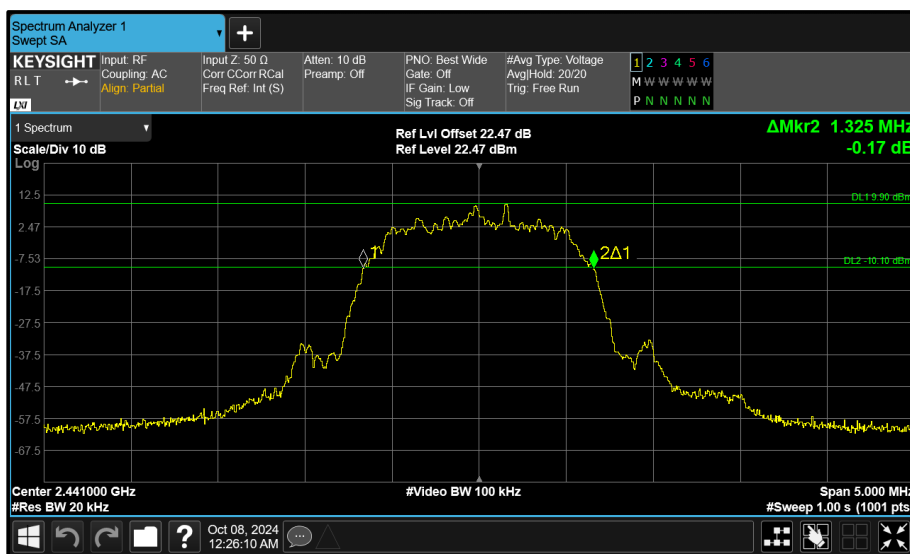 Spectrum Analyzer 1
Swept SA
+
KEYSIGHT
RLT
LXI
Input: RF
Coupling: AC
Align: Partial
Input Z: 50 Ω
Corr CCorr RCal
Freq Ref: Int (S)
Atten: 10 dB
Preamp: Off
PNO: Best Wide
Gate: Off
IF Gain: Low
Sig Track: Off
#Avg Type: Voltage
Avg|Hold: 20/20
Trig: Free Run
1 2 3 4 5 6
M W W W W W
P N N N N N
1 Spectrum
Scale/Div 10 dB
Ref Lvl Offset 22.47 dB
Ref Level 22.47 dBm
ΔMkr2 1.325 MHz
-0.17 dB
Log
12.5
2.47
-7.53
-17.5
-27.5
-37.5
-47.5
-57.5
-67.5
DL1 9.90 dBm
1
2Δ1
DL2 -10.10 dBm
Center 2.441000 GHz
#Res BW 20 kHz
#Video BW 100 kHz
Span 5.000 MHz
#Sweep 1.00 s (1001 pts
?
Oct 08, 2024
12:26:10 AM